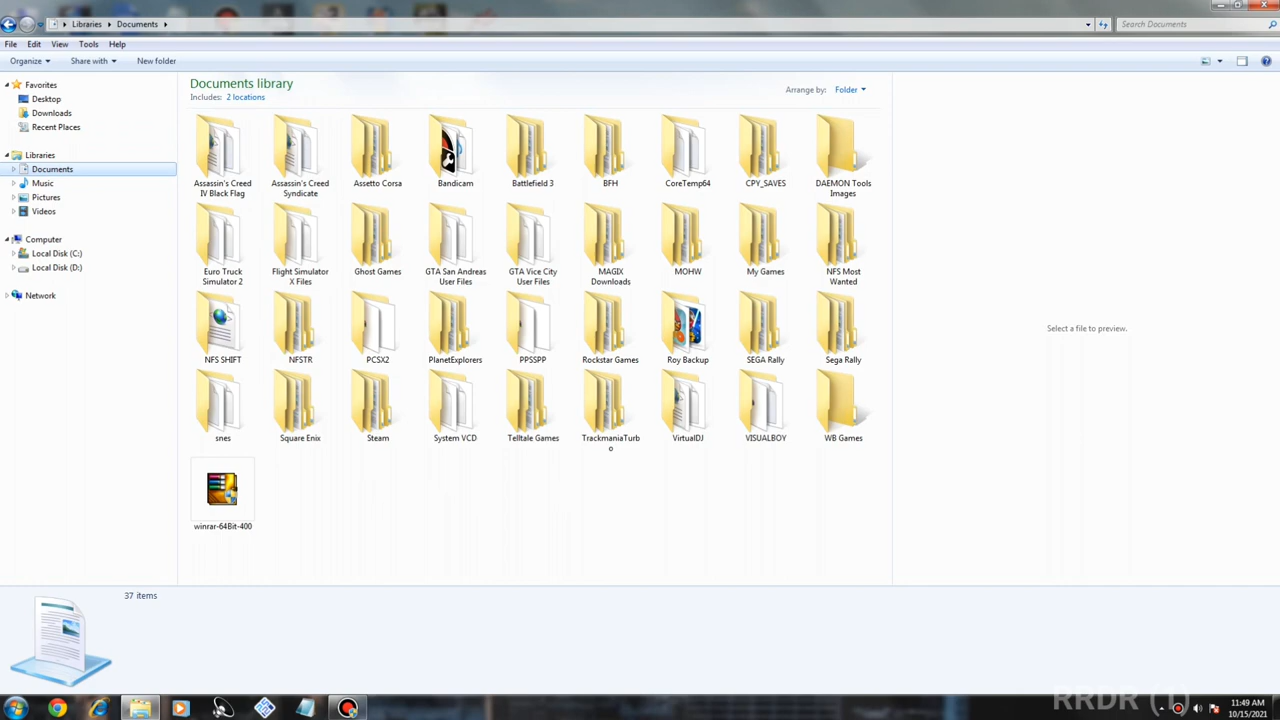 Libraries Documents
Search Documents
File Edit View Tools Help
Organize Share with New folder
Favorites
Desktop
Downloads
Recent Places
Libraries
Documents
Music
Pictures
Videos
Computer
Local Disk (C:)
Local Disk (D:)
Network
Documents library
Includes: 2 locations
Arrange by: Folder
Assassin's Creed IV Black Flag
Assassin's Creed Syndicate
Assetto Corsa
Bandicam
Battlefield 3
BFH
CoreTemp64
CPY_SAVES
DAEMON Tools Images
Euro Truck Simulator 2
Flight Simulator X Files
Ghost Games
GTA San Andreas User Files
GTA Vice City User Files
MAGIX Downloads
MOHW
My Games
NFS Most Wanted
NFS SHIFT
NFSTR
PCSX2
PlanetExplorers
PPSSPP
Rockstar Games
Roy Backup
SEGA Rally
Sega Rally
snes
Square Enix
Steam
System VCD
Telltale Games
TrackmaniaTurbo
VirtualDJ
VISUALBOY
WB Games
winrar-64Bit-400
Select a file to preview.
37 items
RRDR (1)
11:49 AM
10/15/2021